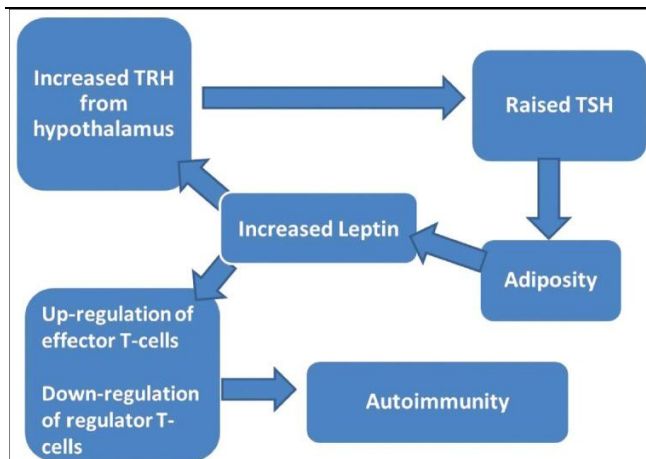 Increased TRH
from
hypothalamus
Raised TSH
Increased Leptin
Adiposity
Up-regulation of
effector T-cells
Down-regulation
of regulator T-
cells
Autoimmunity